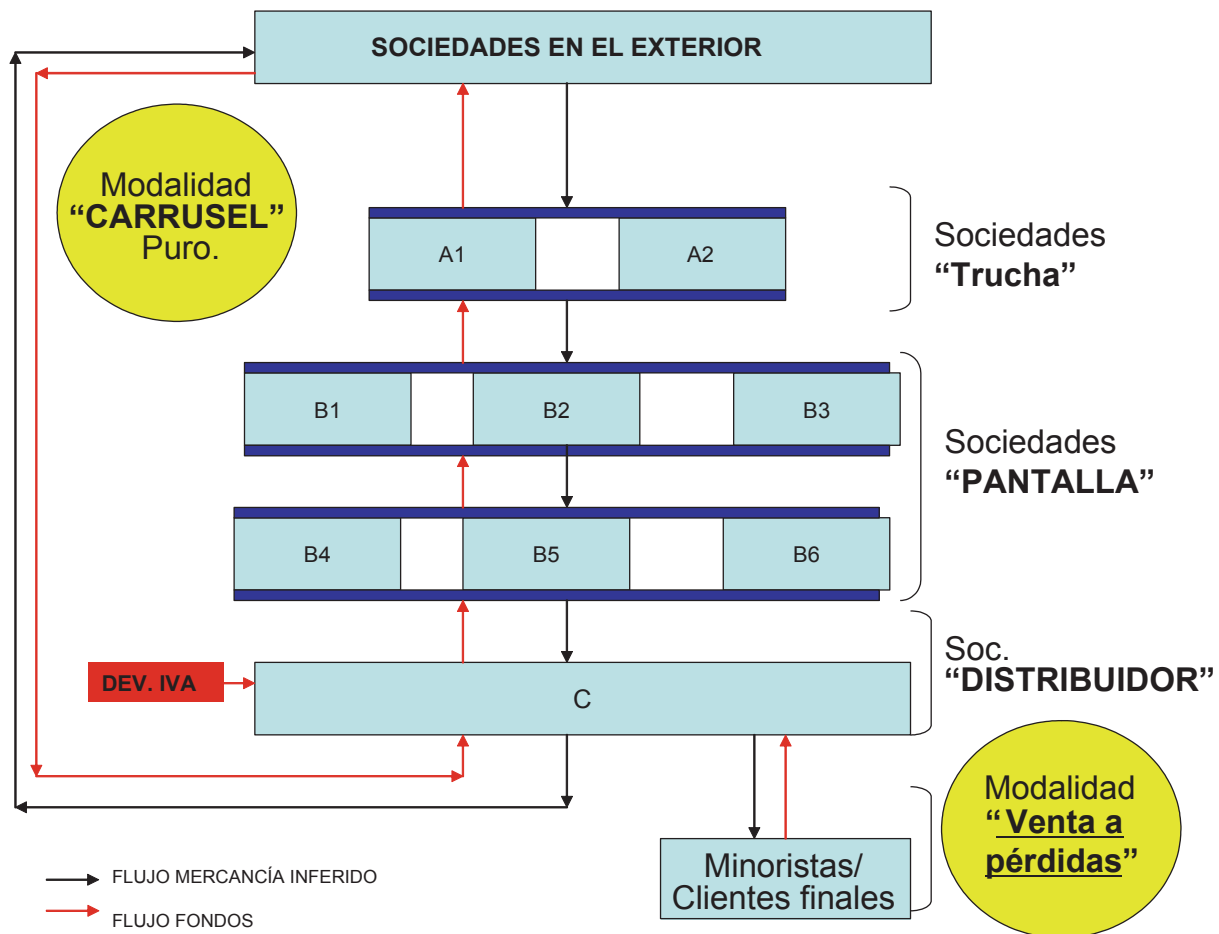 SOCIEDADES EN EL EXTERIOR
Modalidad
“CARRUSEL”
Puro.
A1
A2
Sociedades
“Trucha”
B1
B2
B3
Sociedades
“PANTALLA”
B4
B5
B6
DEV. IVA
C
Soc.
“DISTRIBUIDOR”
Minoristas/
Clientes finales
Modalidad
“ Venta a
pérdidas”
FLUJO MERCANCÍA INFERIDO
FLUJO FONDOS